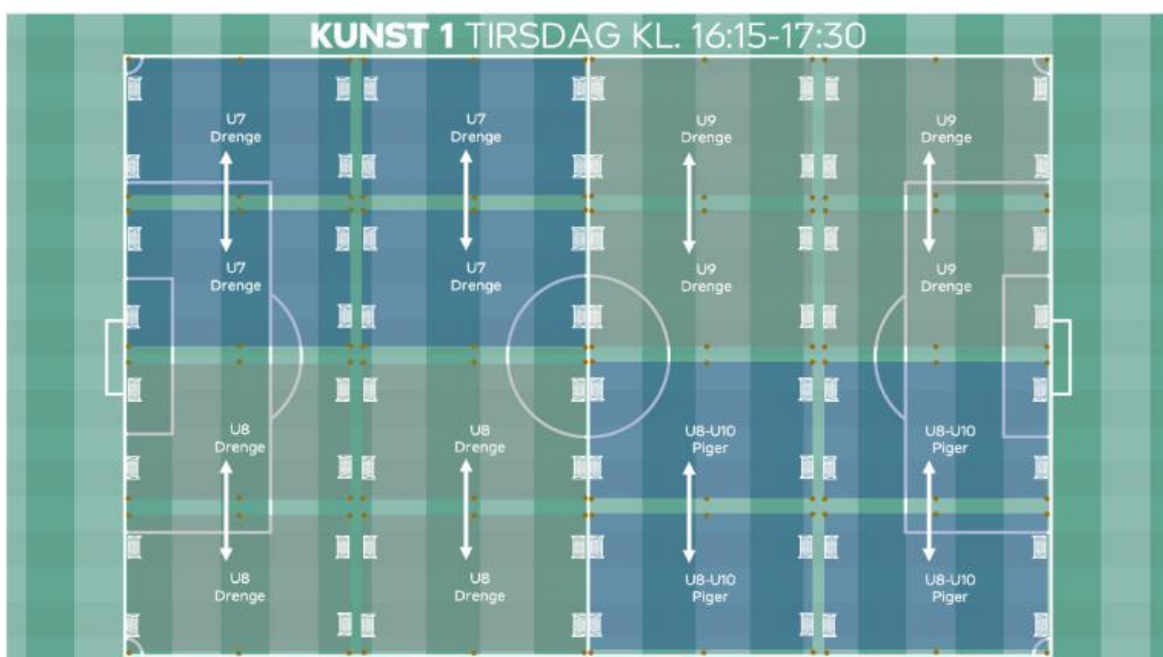 KUNST 1 TIRSDAG KL. 16:15-17:30
U7
Drenge
U7
Drenge
U9
Drenge
U9
Drenge
U7
Drenge
U7
Drenge
U9
Drenge
U9
Drenge
U8
Drenge
U8
Drenge
U8-U10
Piger
U8-U10
Piger
U8
Drenge
U8
Drenge
U8-U10
Piger
U8-U10
Piger